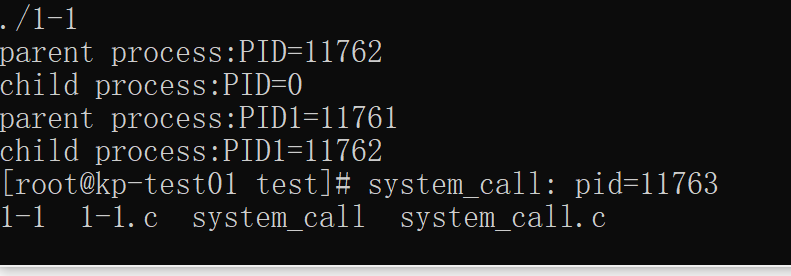 ./1-1
parent process:PID=11762
child process:PID=0
parent process:PID1=11761
child process:PID1=11762
[root@kp-test01 test]# system_call: pid=11763
1-1  1-1.c  system_call  system_call.c